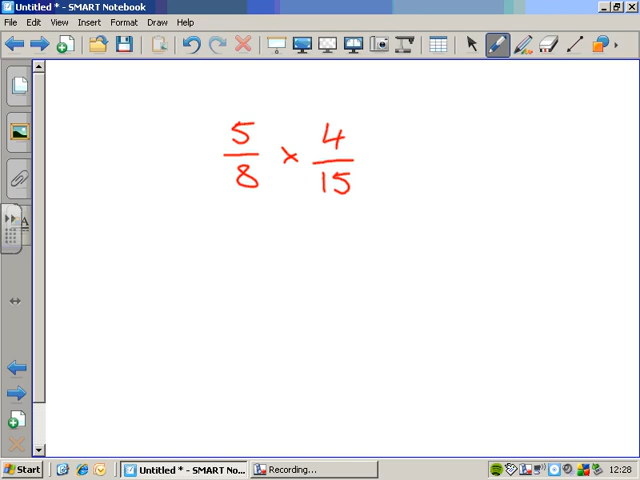 Untitled * - SMART Notebook
File Edit View Insert Format Draw Help
5/8 × 4/15
A
Start Untitled * - SMART No... Recording... 12:28